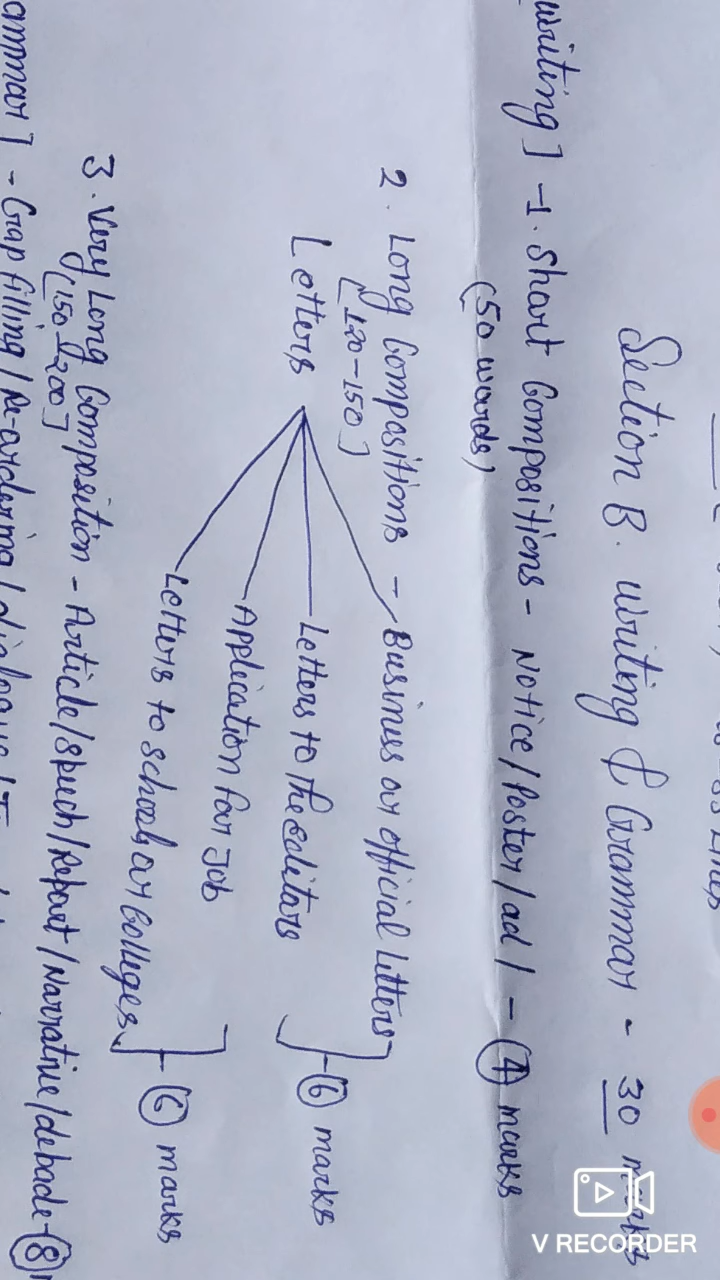 Section B. writing & Grammar - 30 marks
writing] - 1. Short Compositions - Notice/Poster/ad/ - 4 marks
(50 words)
2. Long Compositions - Business or official letters
[120-150]
Letters
Letters to the editors
6 marks
Application for Job
Letters to school or Colleges
6 marks
3. Very Long Composition - Article/speech/Report/Narrative/debade - 8
[150-200]
ammar] - Gap filling/Re-ordering/dialogue/
V RECORDER